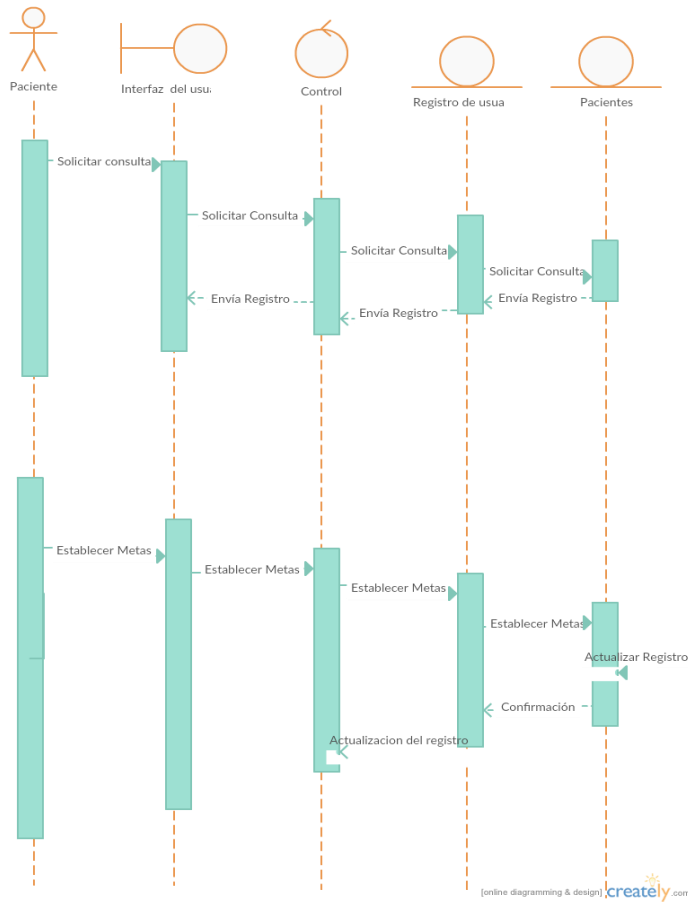 Paciente
Interfaz del usu
Control
Registro de usua
Pacientes
Solicitar consulta
Solicitar Consulta
Solicitar Consulta
Solicitar Consulta
Envía Registro
Envía Registro
Envía Registro
Establecer Metas
Establecer Metas
Establecer Metas
Establecer Metas
Actualizar Registro
Confirmación
Actualizacion del registro
[online diagramming & design] creately.com